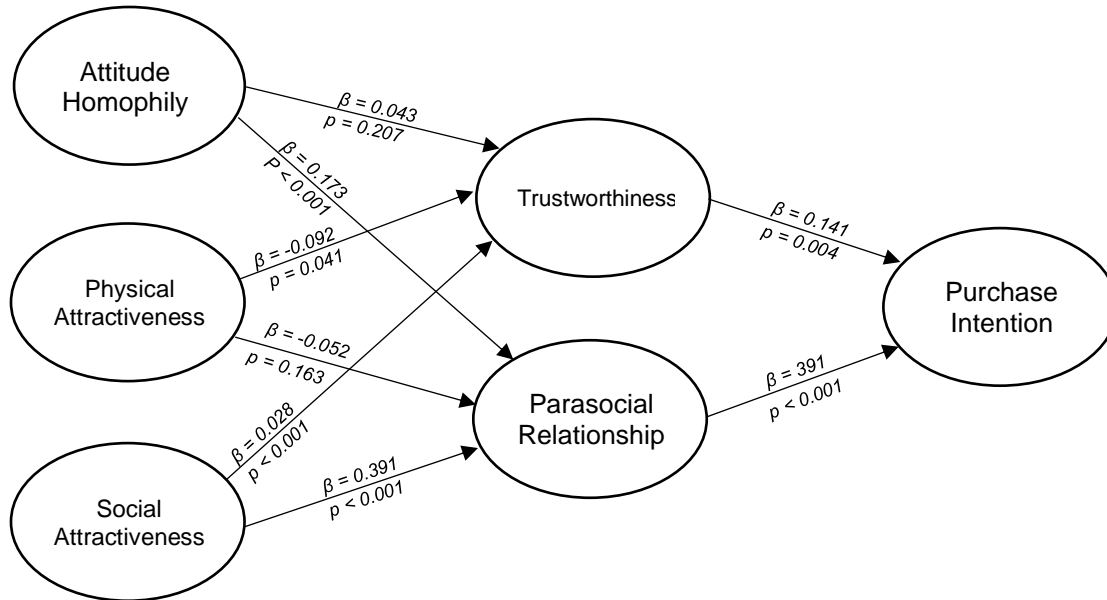 Attitude
Homophily
β = 0.043
p = 0.207
β = 0.173
P < 0.001
Trustworthiness
β = 0.141
p = 0.004
β = -0.092
p = 0.041
Physical
Attractiveness
Purchase
Intention
β = -0.052
p = 0.163
β = 391
p < 0.001
Parasocial
Relationship
β = 0.028
p < 0.001
β = 0.391
p < 0.001
Social
Attractiveness